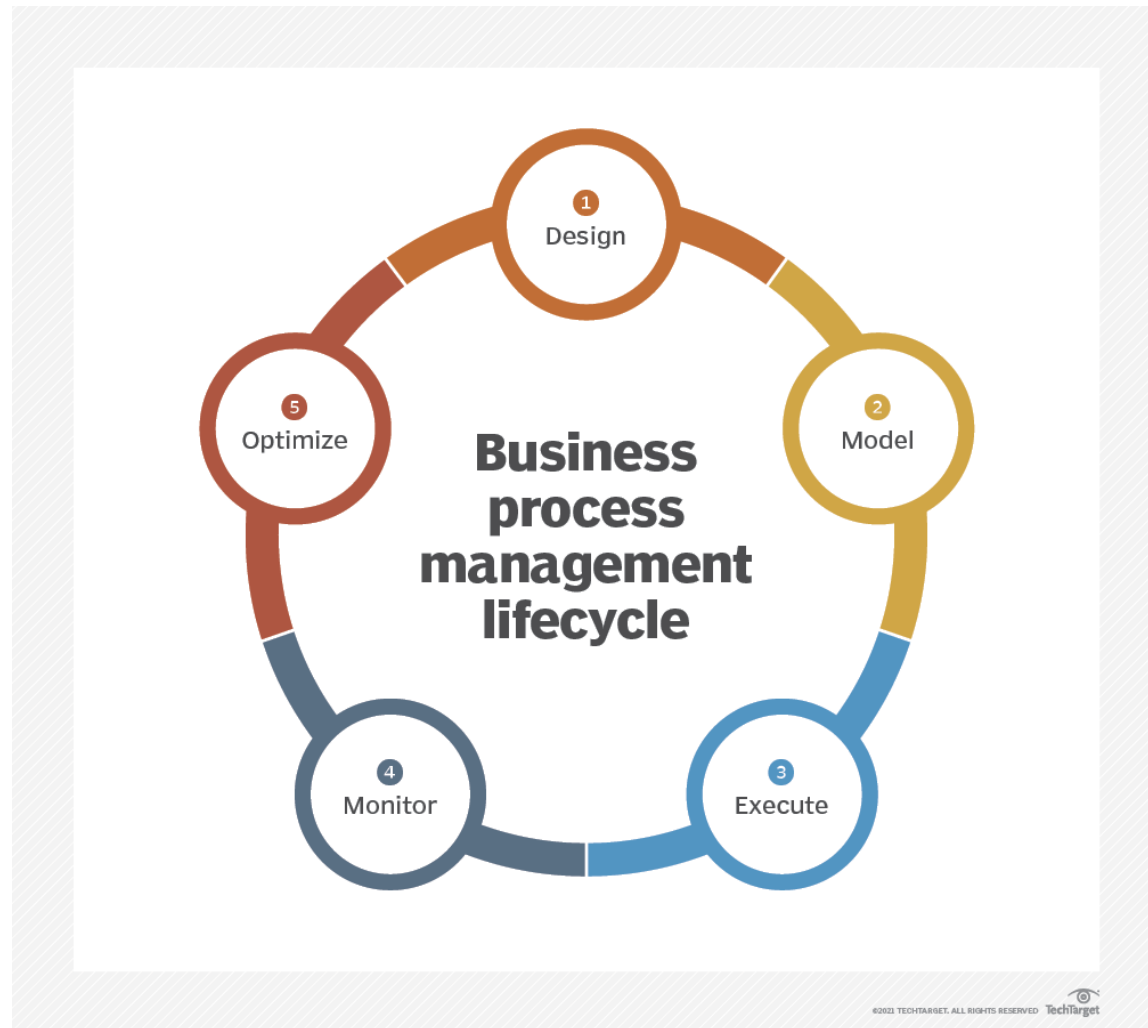 1
Design
2
Model
3
Execute
4
Monitor
5
Optimize
Business
process
management
lifecycle
©2021 TECHTARGET. ALL RIGHTS RESERVED TechTarget